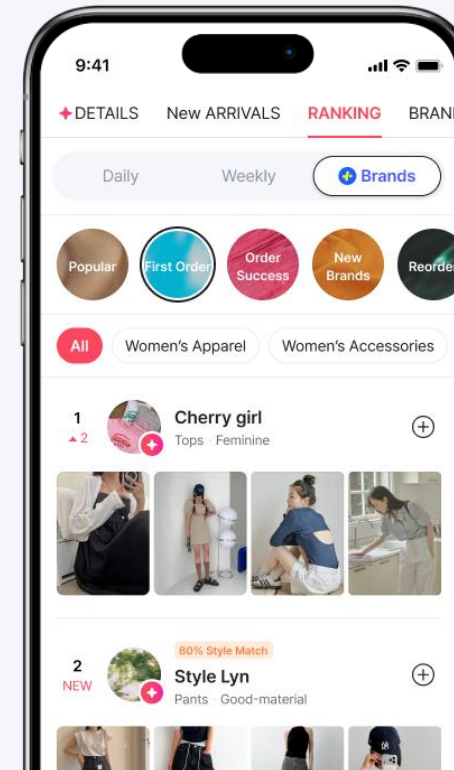 9:41
DETAILS New ARRIVALS RANKING BRAN
Daily Weekly Brands
Popular First Order Order Success New Brands Reorde
All Women's Apparel Women's Accessories
1
2
Cherry girl
Tops · Feminine
80% Style Match
2
NEW
Style Lyn
Pants · Good-material